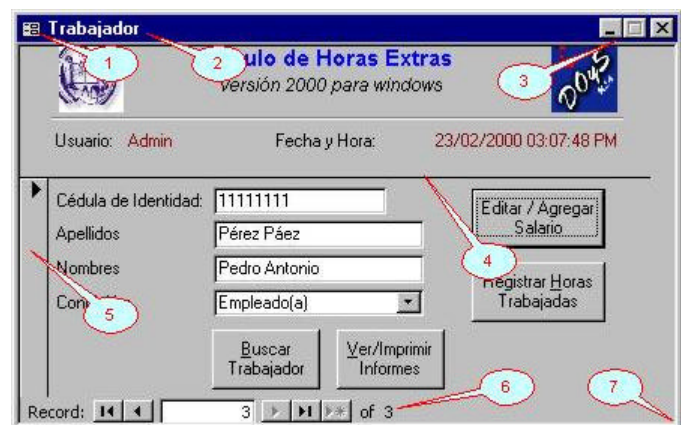 Trabajador
1
2
3
ulo de Horas Extras
Versión 2000 para windows
Usuario: Admin Fecha y Hora: 23/02/2000 03:07:48 PM
Cédula de Identidad: 11111111
Editar / Agregar
Salario
Apellidos Pérez Páez
4
Nombres Pedro Antonio
Registrar Horas
Trabajadas
5
Empleado(a)
Buscar
Trabajador
Ver/Imprimir
Informes
6
7
Record: 3 of 3